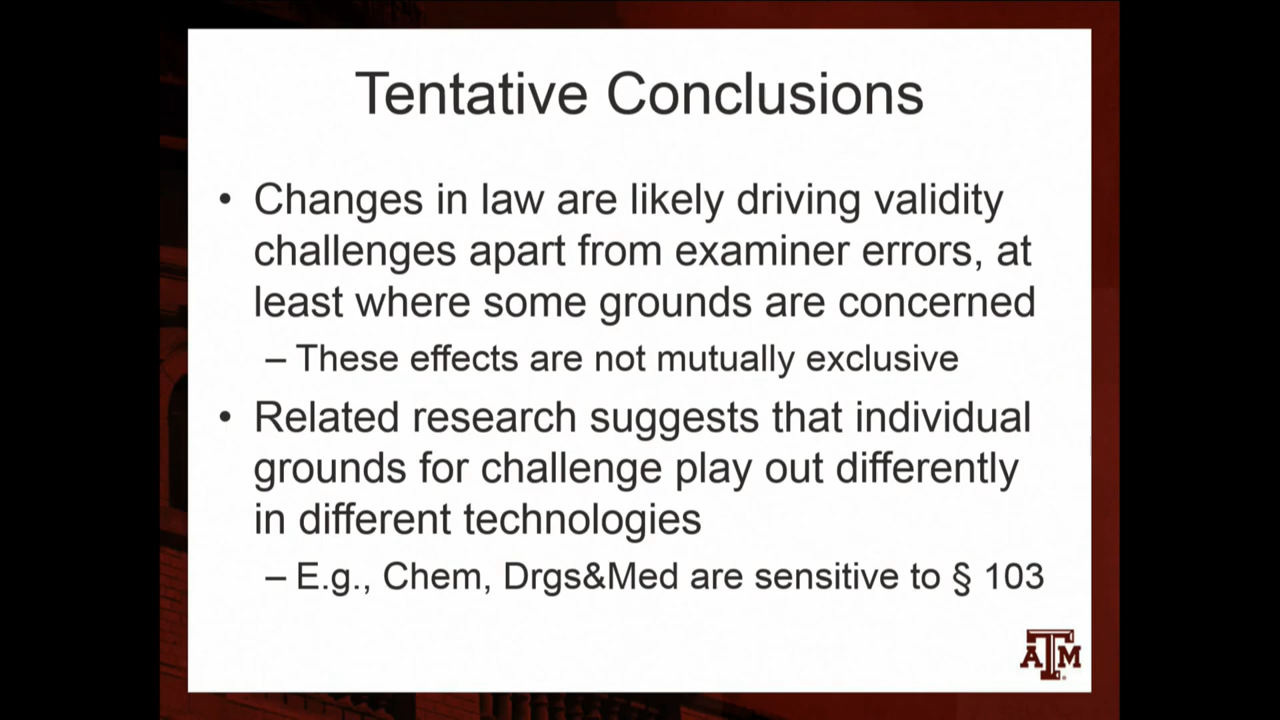 Tentative Conclusions
• Changes in law are likely driving validity
challenges apart from examiner errors, at
least where some grounds are concerned
– These effects are not mutually exclusive
• Related research suggests that individual
grounds for challenge play out differently
in different technologies
– E.g., Chem, Drgs&Med are sensitive to § 103
ATM